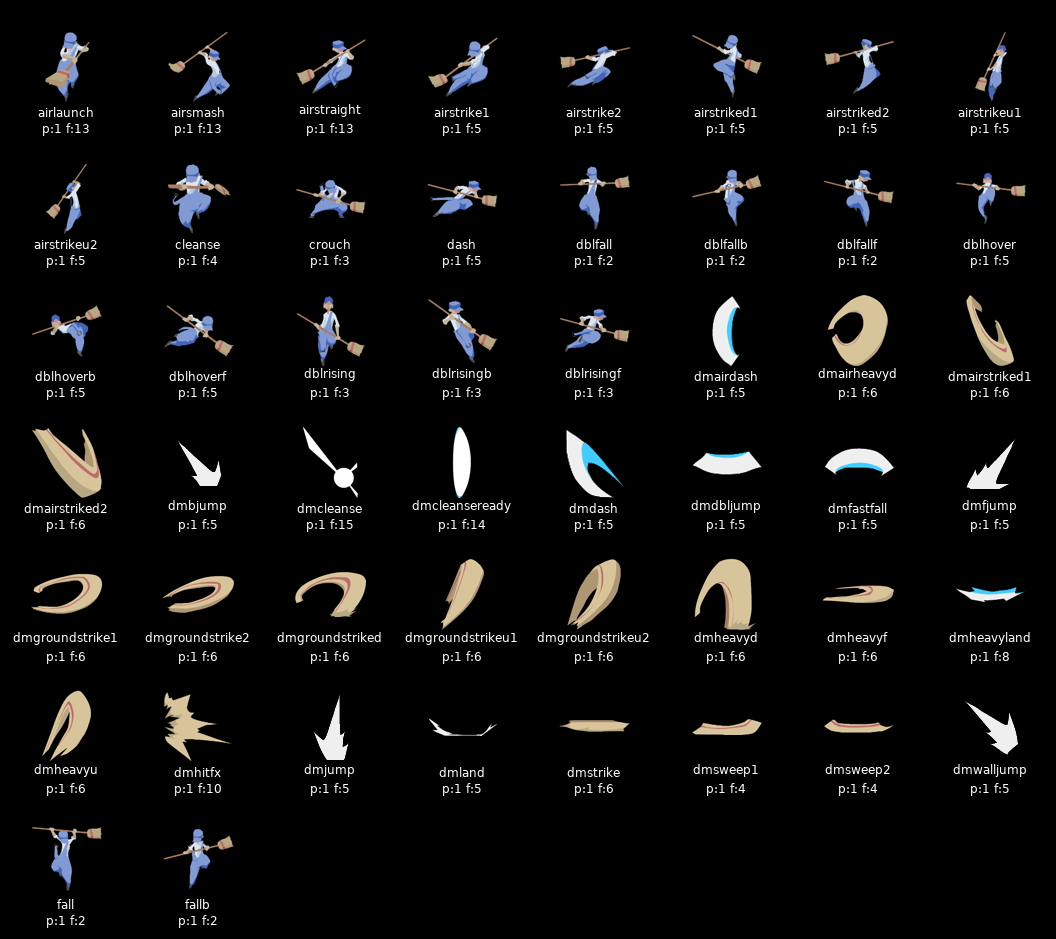 airlaunch airsmash airstraight airstrike1 airstrike2 airstriked1 airstriked2 airstrikeu1
p:1 f:13 p:1 f:13 p:1 f:13 p:1 f:5 p:1 f:5 p:1 f:5 p:1 f:5 p:1 f:5
airstrikeu2 cleanse crouch dash dblfall dblfallb dblfallf dblhover
p:1 f:5 p:1 f:4 p:1 f:3 p:1 f:5 p:1 f:2 p:1 f:2 p:1 f:2 p:1 f:5
dblhoverb dblhoverf dblrising dblrisingb dblrisingf dmairdash dmairheavyd dmairstriked1
p:1 f:5 p:1 f:5 p:1 f:3 p:1 f:3 p:1 f:3 p:1 f:5 p:1 f:6 p:1 f:6
dmairstriked2 dmbjump dmcleanse dmcleanseready dmdash dmdbljump dmfastfall dmfjump
p:1 f:6 p:1 f:5 p:1 f:15 p:1 f:14 p:1 f:5 p:1 f:5 p:1 f:5 p:1 f:5
dmgroundstrike1 dmgroundstrike2 dmgroundstriked dmgroundstrikeu1 dmgroundstrikeu2 dmheavyd dmheavyf dmheavyland
p:1 f:6 p:1 f:6 p:1 f:6 p:1 f:6 p:1 f:6 p:1 f:6 p:1 f:6 p:1 f:8
dmheavyu dmhitfx dmjump dmland dmstrike dmsweep1 dmsweep2 dmwalljump
p:1 f:6 p:1 f:10 p:1 f:5 p:1 f:5 p:1 f:6 p:1 f:4 p:1 f:4 p:1 f:5
fall fallb
p:1 f:2 p:1 f:2